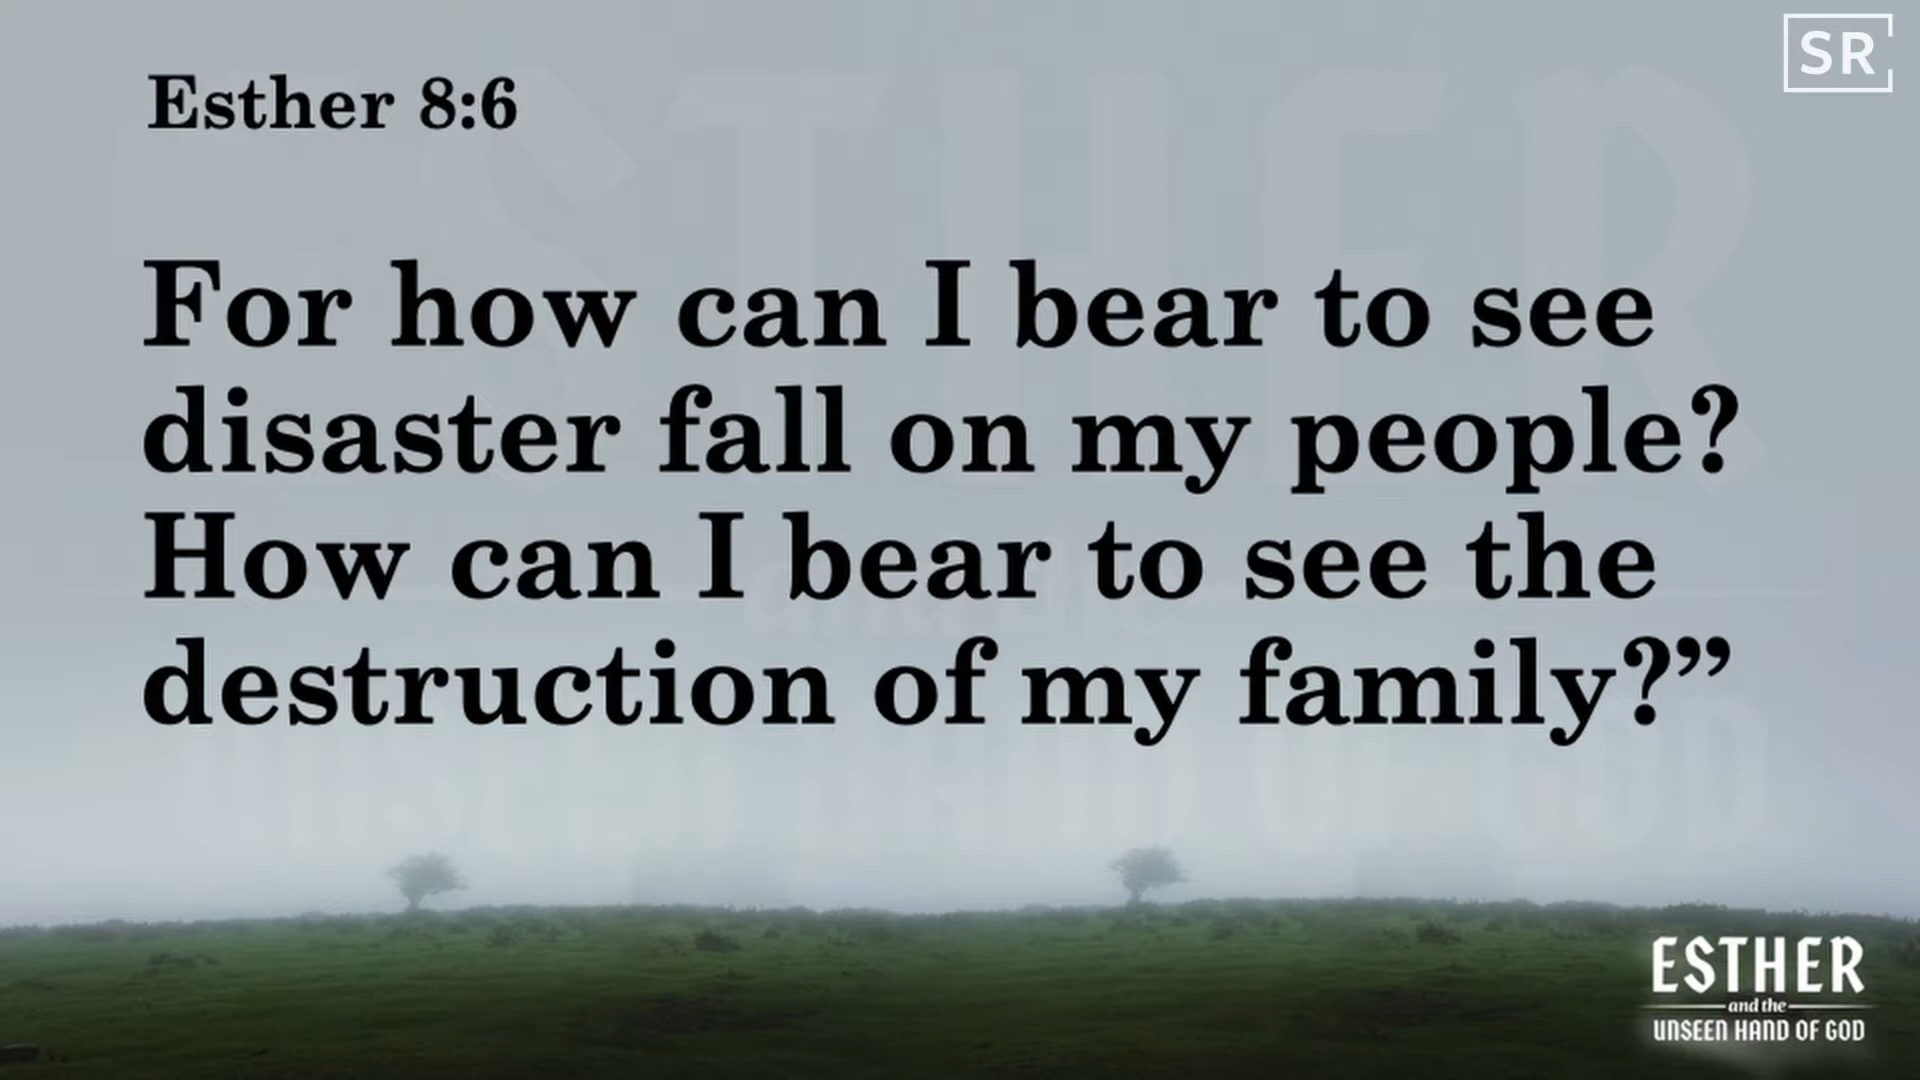 SR
Esther 8:6
For how can I bear to see
disaster fall on my people?
How can I bear to see the
destruction of my family?”
ESTHER
and the
UNSEEN HAND OF GOD